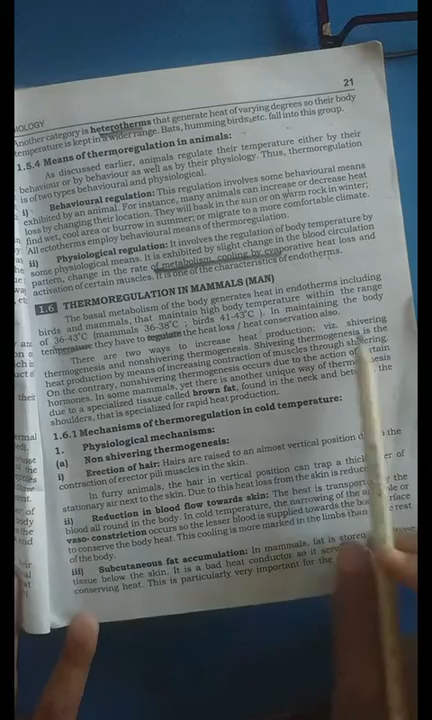 21
IOLOGY
Another category is heterotherms that generate heat of varying degrees so their body
temperature is kept in a wider range. Bats, humming birds, etc. fall into this group.
1.5.4 Means of thermoregulation in animals:
As discussed earlier, animals regulate their temperature either by their
behaviour or by behaviour as well as by their physiology. Thus, thermoregulation
is of two types behavioural and physiological.
i) Behavioural regulation: This regulation involves some behavioural means
exhibited by an animal. For instance, many animals can increase or decrease heat
loss by changing their location. They will bask in the sun or on warm rock in winter;
find wet, cool area or burrow in summer; or migrate to a more comfortable climate.
All ectotherms employ behavioural means of thermoregulation.
ii) Physiological regulation: It involves the regulation of body temperature by
some physiological means. It is exhibited by slight change in the blood circulation
pattern, change in the rate of metabolism, cooling by evaporative heat loss and
activation of certain muscles. It is one of the characteristics of endotherms.
1.6 THERMOREGULATION IN MAMMALS (MAN)
The basal metabolism of the body generates heat in endotherms including
birds and mammals, that maintain high body temperature within the range
of 36-43°C (mammals 36-38°C ; birds 41-43°C ). In maintaining the body
temperature they have to regulate the heat loss / heat conservation also.
There are two ways to increase heat production; viz. shivering
thermogenesis and nonshivering thermogenesis. Shivering thermogenesis is the
heat production by means of increasing contraction of muscles through shivering.
On the contrary, nonshivering thermogenesis occurs due to the action of certain
hormones. In some mammals, yet there is another unique way of
due to a specialized tissue called brown fat, found in the neck and between the
shoulders, that is specialized for rapid heat production.
1.6.1 Mechanisms of thermoregulation in cold temperature:
1. Physiological mechanisms:
(a) Non shivering thermogenesis:
i) Erection of hair: Hairs are raised to an almost vertical position the
contraction of erector pili muscles in the skin.
In furry animals, the hair in vertical position can trap a thick of
stationary air next to the skin. Due to this heat loss from the skin is
ii) Reduction in blood flow towards skin: The heat is the
blood all round in the body. In cold temperature, the narrowing of or
vaso- constriction occurs so the lesser blood is supplied towards the
to conserve the body heat. This cooling is more marked in the limbs than rest
of the body.
iii) Subcutaneous fat accumulation: In mammals, fat is
tissue below the skin. It is a bad heat conductor so it
conserving heat. This is particularly very important for the